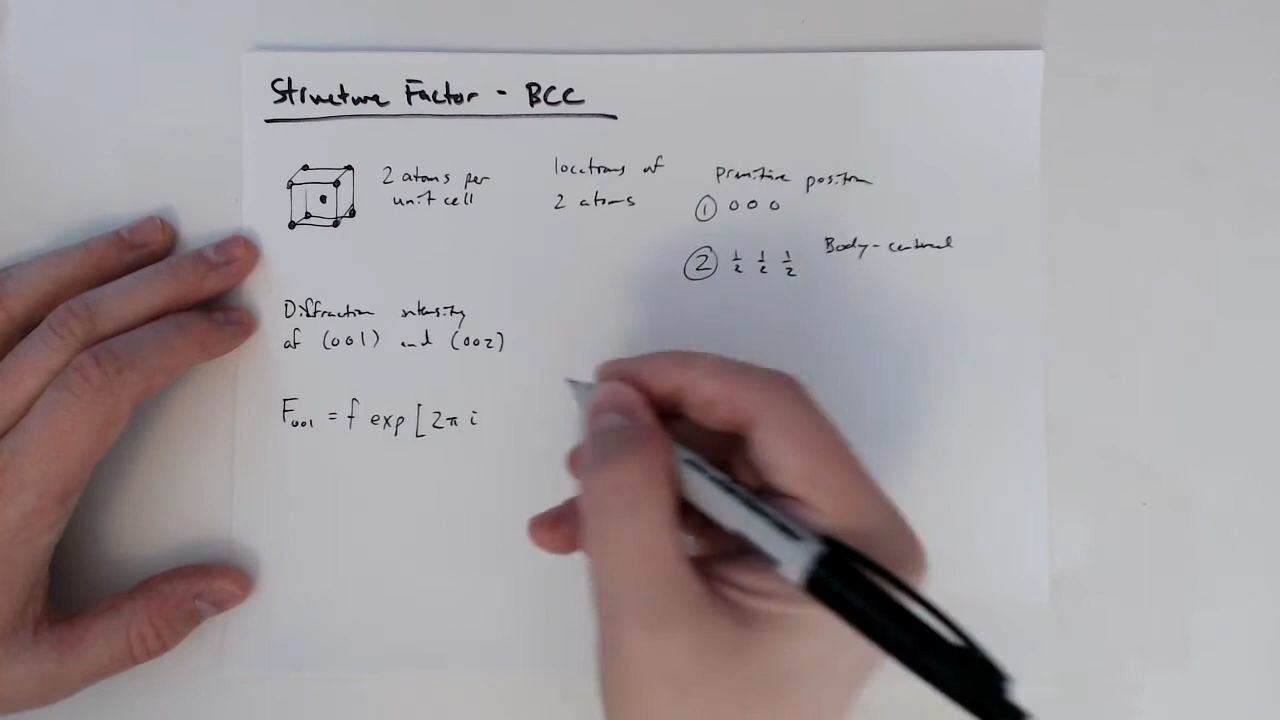 Structure Factor - BCC
2 atoms per
unit cell
locations of
2 atoms
Primitive position
① 0 0 0
② 1/2 1/2 1/2 Body-centered
Diffraction intensity
of (001) and (002)
F₀₀₁ = f exp [2π i